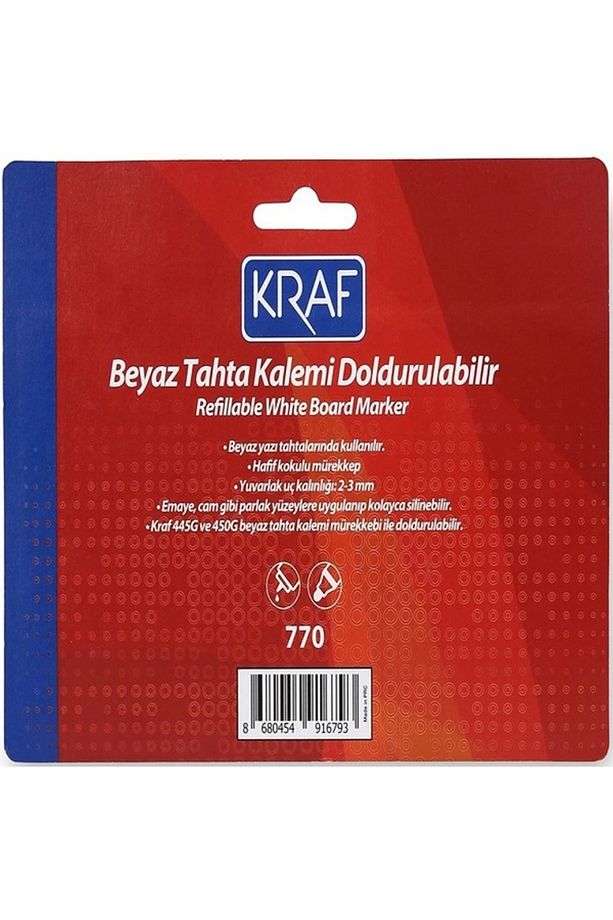 KRAF
Beyaz Tahta Kalemi Doldurulabilir
Refillable White Board Marker
• Beyaz yazı tahtalarında kullanılır.
• Hafif kokulu mürekkep
• Yuvarlak uç kalınlığı: 2-3 mm
• Emaye, cam gibi parlak yüzeylere uygulanıp kolayca silinebilir.
• Kraf 445G ve 450G beyaz tahta kalemi mürekkebi ile doldurulabilir.
770
Made in PRC
8 680454 916793